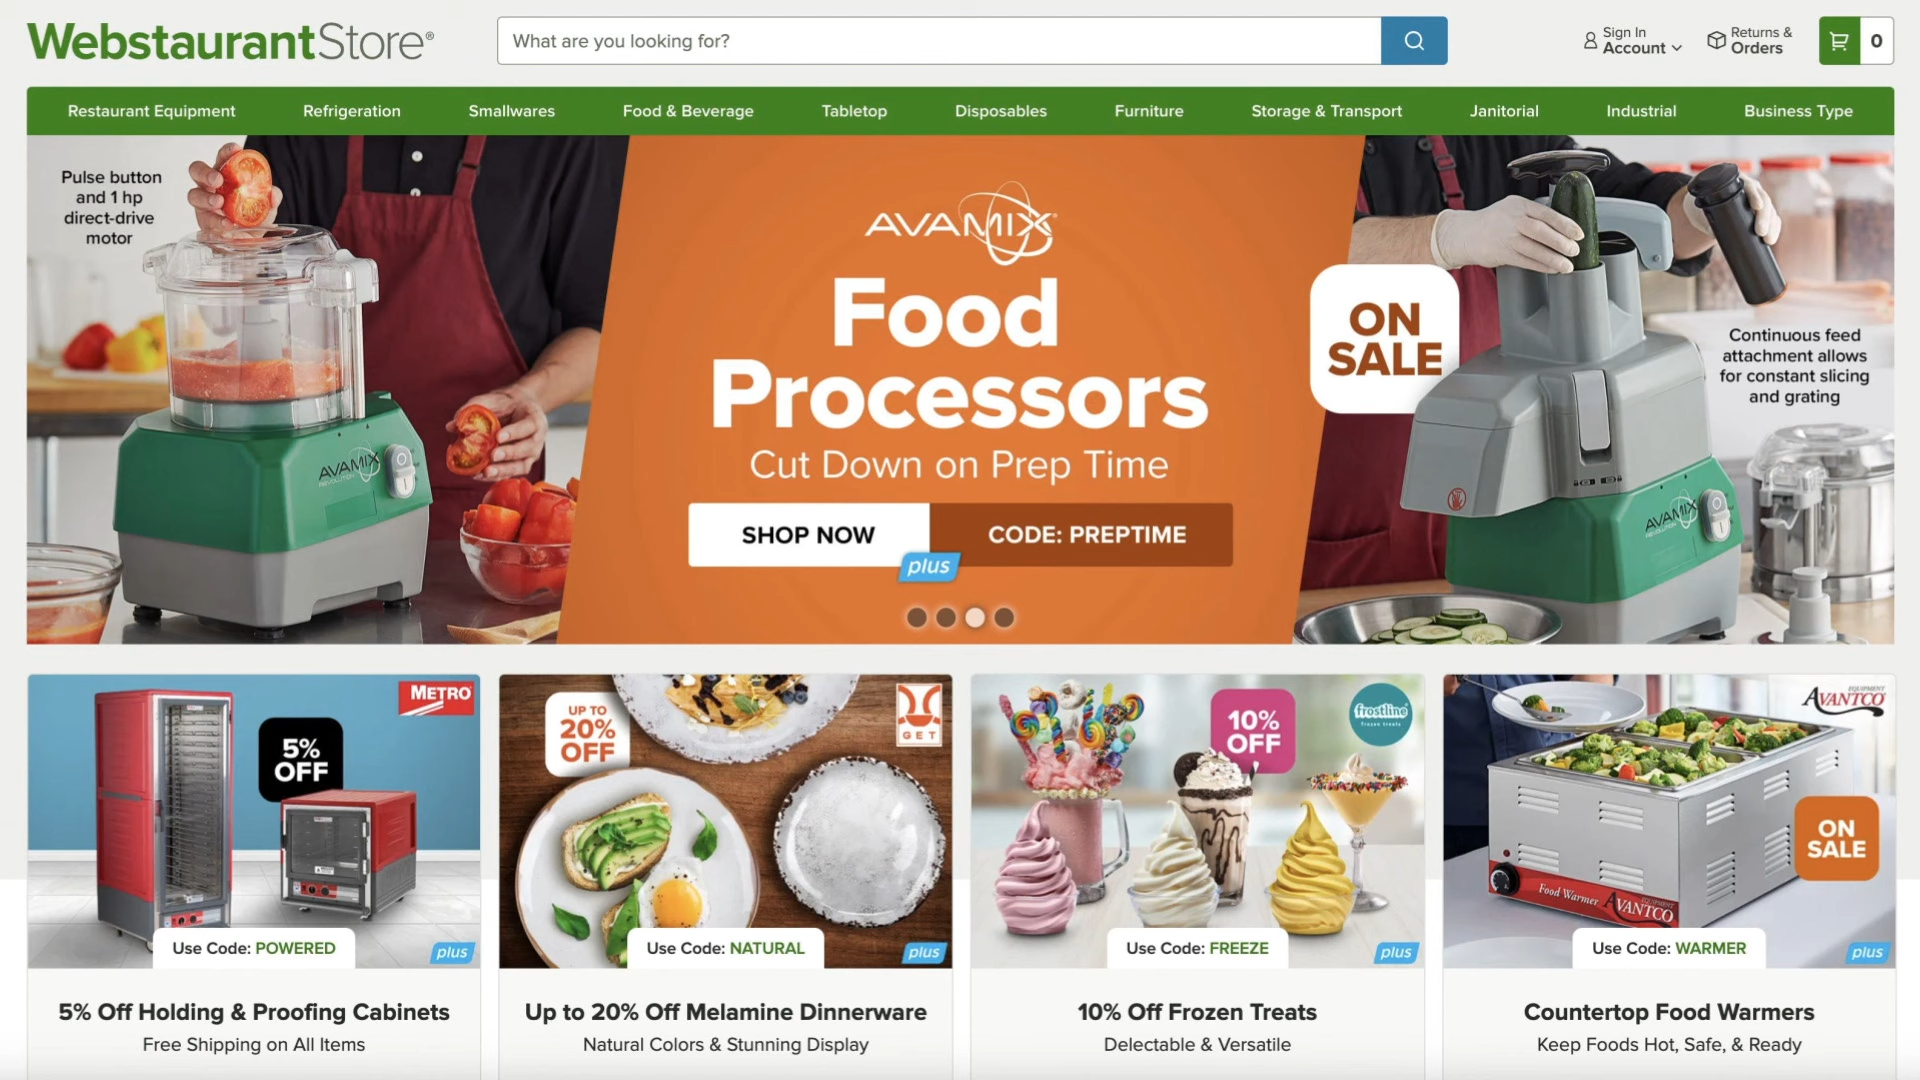 WebstaurantStore®
What are you looking for?
Sign In
Account
Returns &
Orders
0
Restaurant Equipment
Refrigeration
Smallwares
Food & Beverage
Tabletop
Disposables
Furniture
Storage & Transport
Janitorial
Industrial
Business Type
Pulse button
and 1 hp
direct-drive
motor
AVAMIX
REVOLUTION
AVAMIX
Food
Processors
Cut Down on Prep Time
SHOP NOW
CODE: PREPTIME
plus
ON
SALE
Continuous feed
attachment allows
for constant slicing
and grating
AVAMIX
REVOLUTION
METRO
5%
OFF
Use Code: POWERED
plus
5% Off Holding & Proofing Cabinets
Free Shipping on All Items
UP TO
20%
OFF
GET
Use Code: NATURAL
plus
Up to 20% Off Melamine Dinnerware
Natural Colors & Stunning Display
10%
OFF
frostline
frozen treats
Use Code: FREEZE
plus
10% Off Frozen Treats
Delectable & Versatile
EQUIPMENT
AVANTCO
ON
SALE
Food Warmer
EQUIPMENT
AVANTCO
Use Code: WARMER
plus
Countertop Food Warmers
Keep Foods Hot, Safe, & Ready